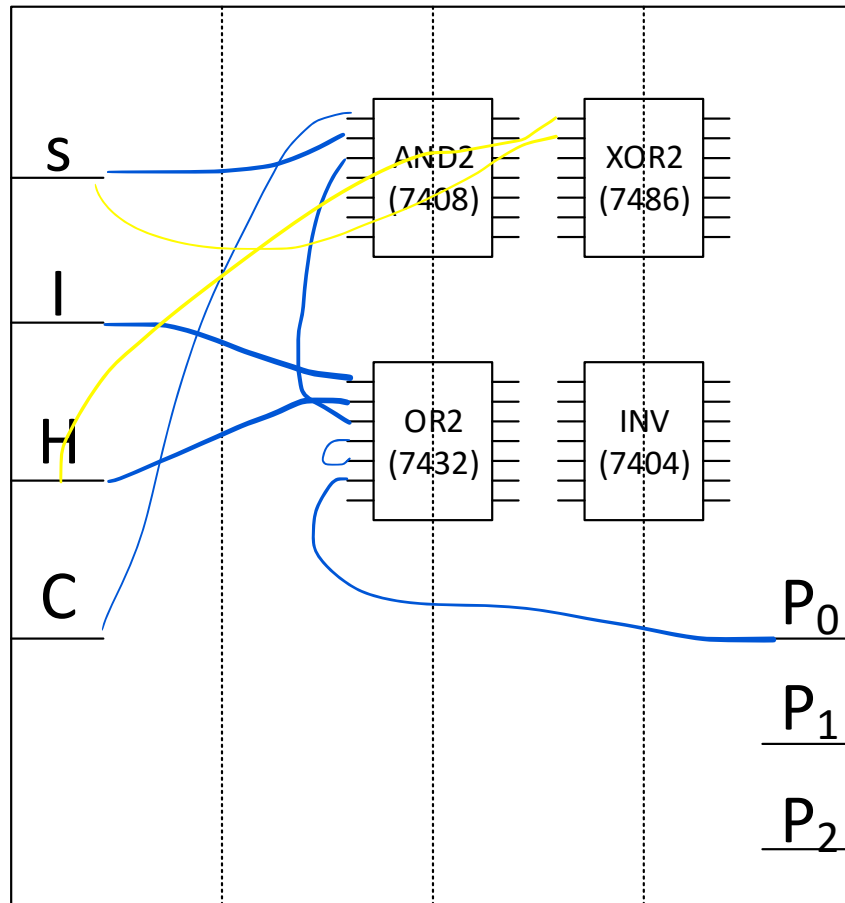 S
I
H
C
AND2
(7408)
XOR2
(7486)
OR2
(7432)
INV
(7404)
P₀
P₁
P₂